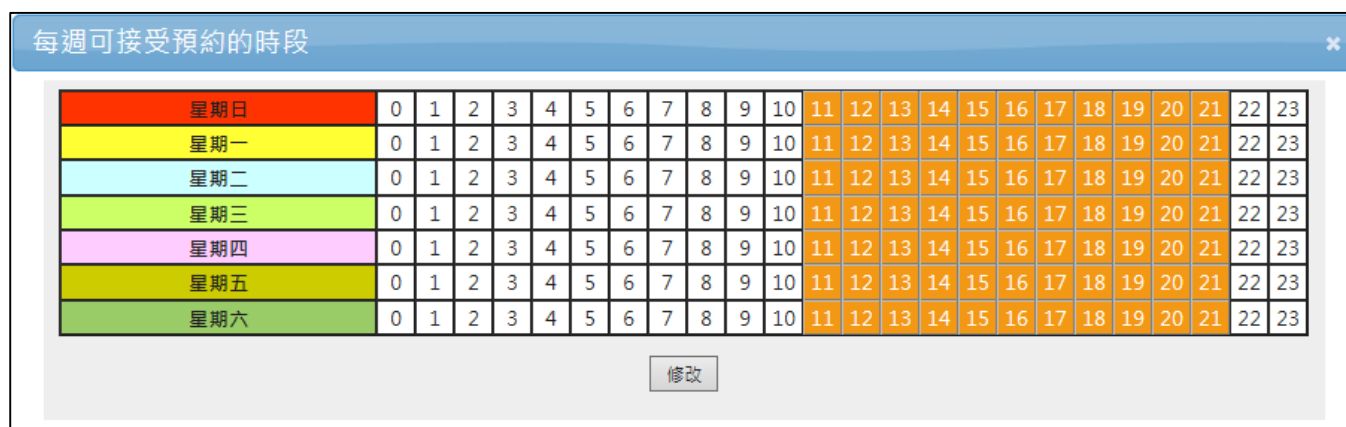 每週可接受預約的時段
星期日 0 1 2 3 4 5 6 7 8 9 10 11 12 13 14 15 16 17 18 19 20 21 22 23
星期一 0 1 2 3 4 5 6 7 8 9 10 11 12 13 14 15 16 17 18 19 20 21 22 23
星期二 0 1 2 3 4 5 6 7 8 9 10 11 12 13 14 15 16 17 18 19 20 21 22 23
星期三 0 1 2 3 4 5 6 7 8 9 10 11 12 13 14 15 16 17 18 19 20 21 22 23
星期四 0 1 2 3 4 5 6 7 8 9 10 11 12 13 14 15 16 17 18 19 20 21 22 23
星期五 0 1 2 3 4 5 6 7 8 9 10 11 12 13 14 15 16 17 18 19 20 21 22 23
星期六 0 1 2 3 4 5 6 7 8 9 10 11 12 13 14 15 16 17 18 19 20 21 22 23
修改